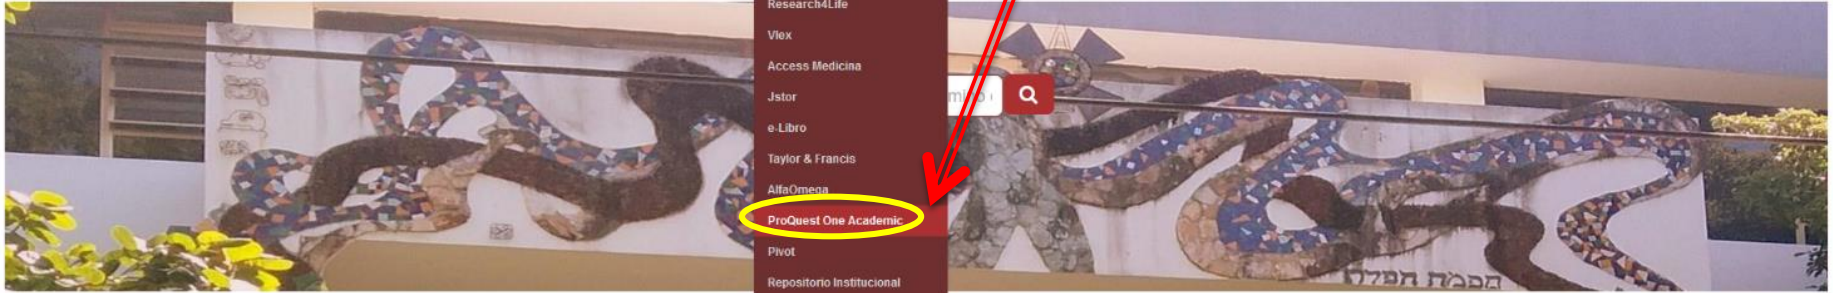 Research4Life
Vlex
Access Medicina
Jstor
e-Libro
Taylor & Francis
AlfaOmega
ProQuest One Academic
Pivot
Repositorio Institucional